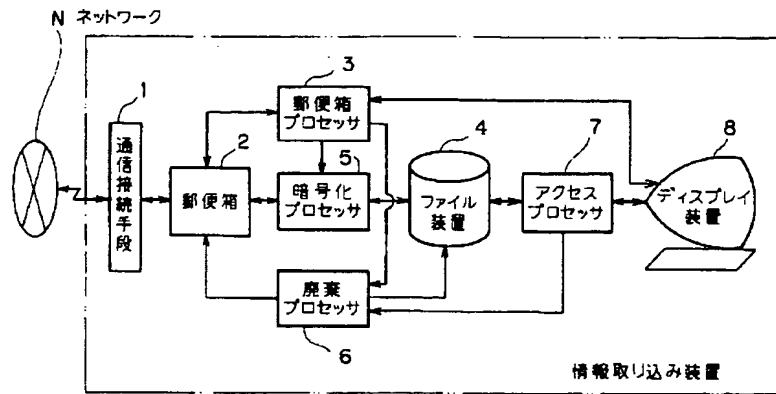 N ネットワーク
1
通信接続手段
2
郵便箱
3
郵便箱
プロセッサ
5
暗号化
プロセッサ
4
ファイル
装置
7
アクセス
プロセッサ
8
ディスプレイ
装置
廃棄
プロセッサ
6
情報取り込み装置